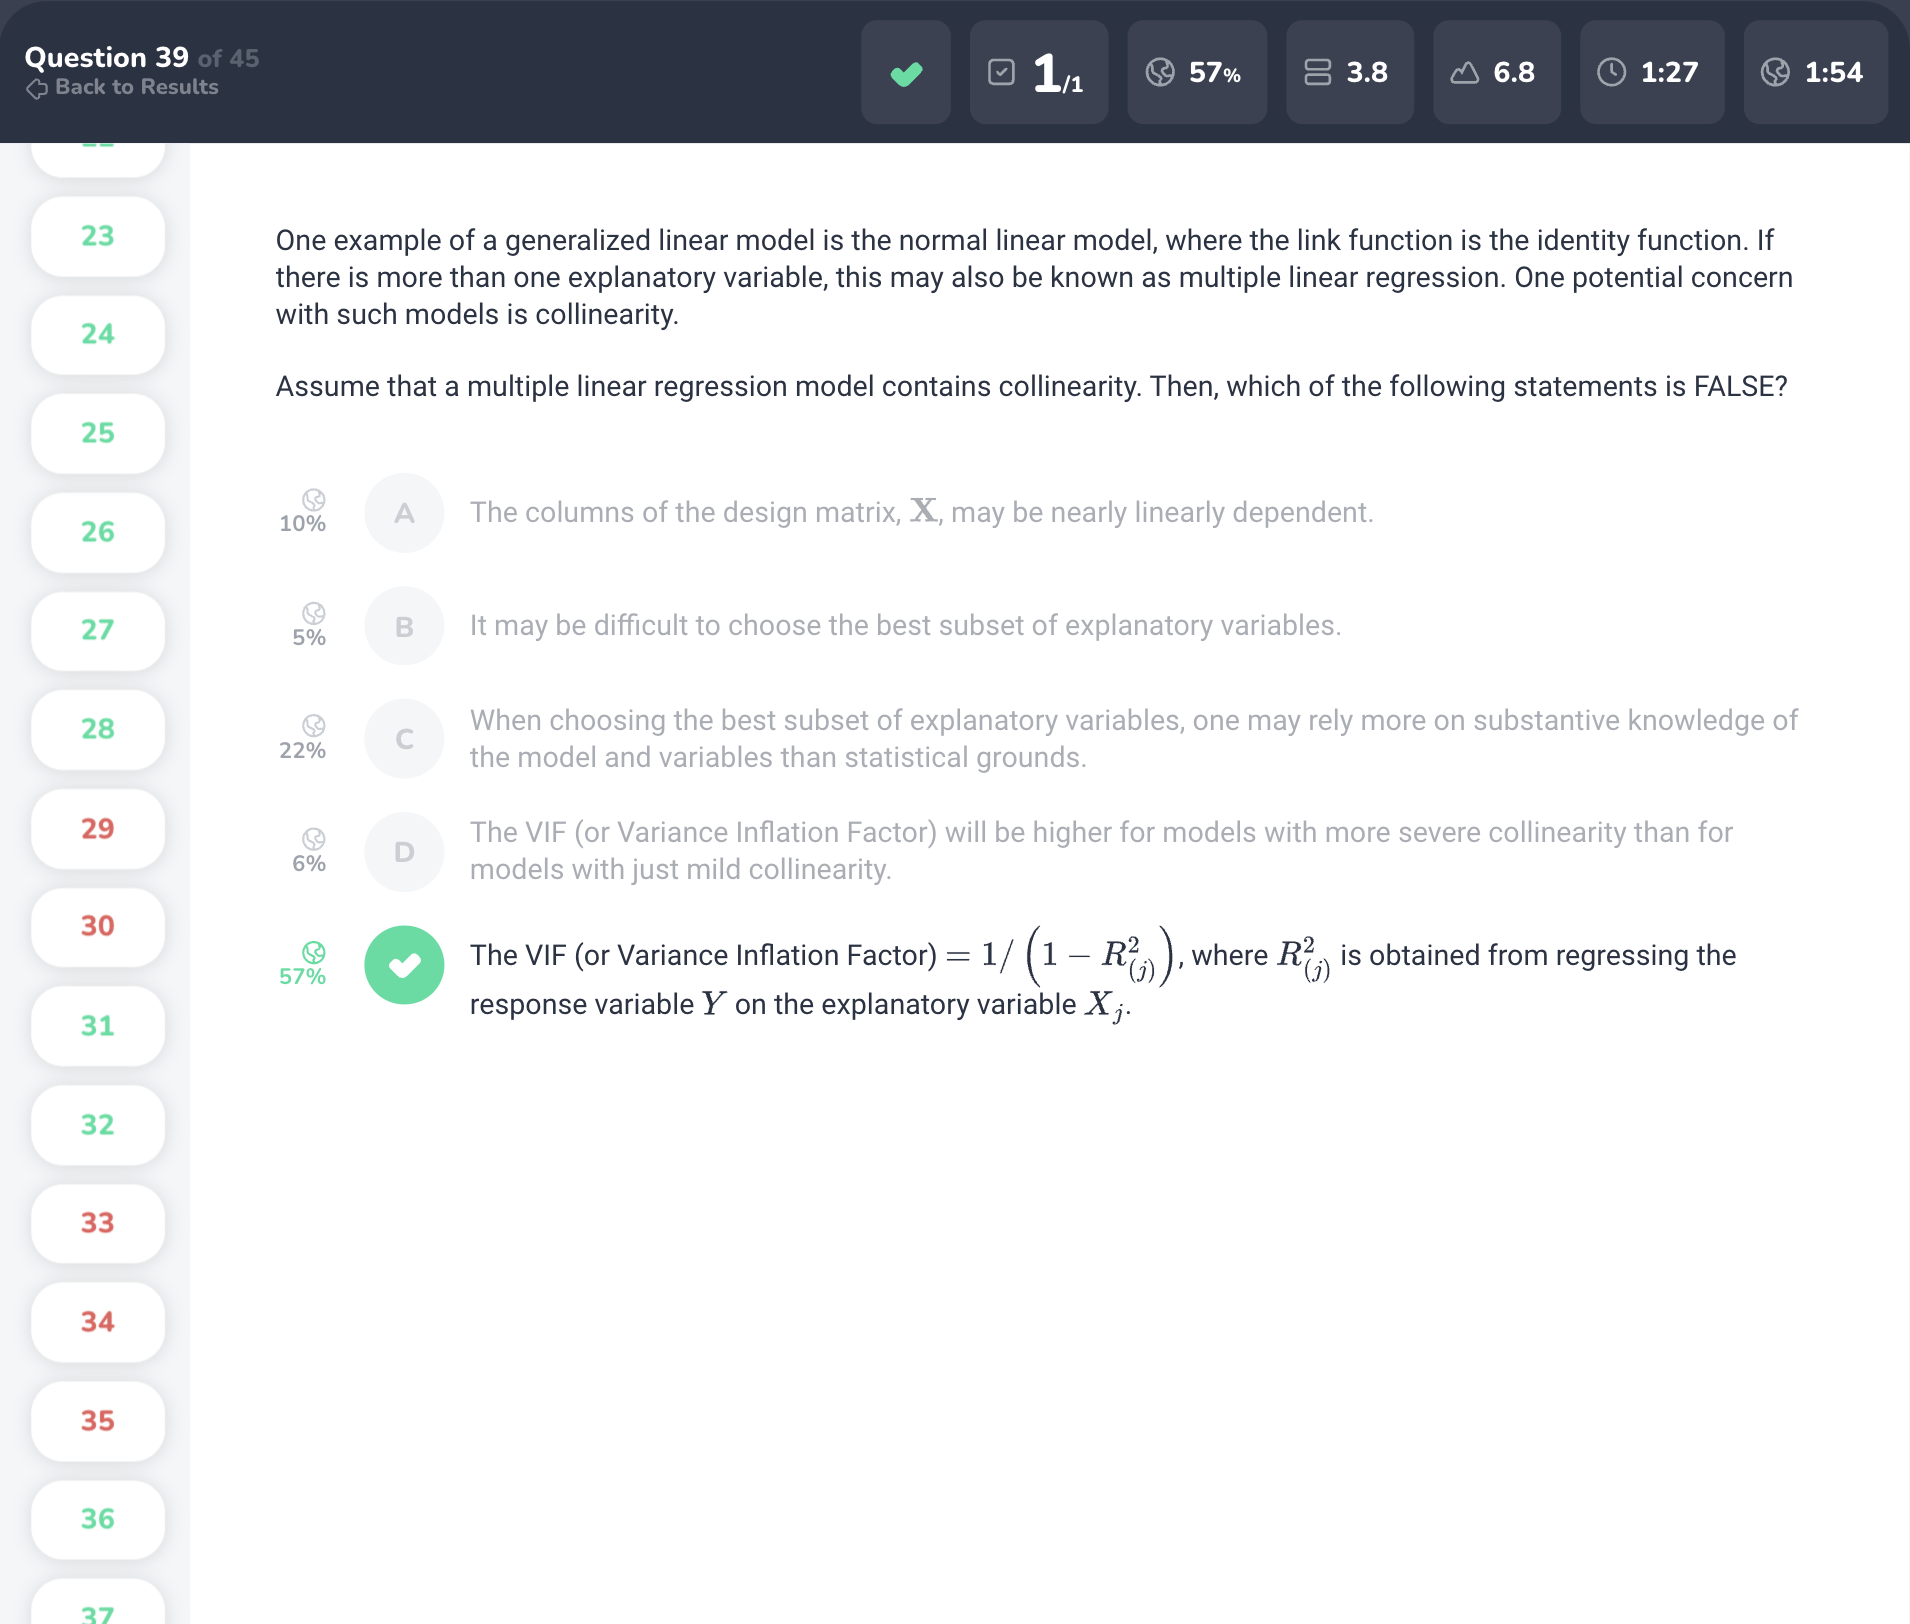 Question 39 of 45
Back to Results
1/1
57%
3.8
6.8
1:27
1:54
23
24
25
26
27
28
29
30
31
32
33
34
35
36
37
One example of a generalized linear model is the normal linear model, where the link function is the identity function. If
there is more than one explanatory variable, this may also be known as multiple linear regression. One potential concern
with such models is collinearity.
Assume that a multiple linear regression model contains collinearity. Then, which of the following statements is FALSE?
10%
A
The columns of the design matrix, X, may be nearly linearly dependent.
5%
B
It may be difficult to choose the best subset of explanatory variables.
22%
C
When choosing the best subset of explanatory variables, one may rely more on substantive knowledge of
the model and variables than statistical grounds.
6%
D
The VIF (or Variance Inflation Factor) will be higher for models with more severe collinearity than for
models with just mild collinearity.
57%
The VIF (or Variance Inflation Factor) = 1/(1 − R²₍ⱼ₎), where R²₍ⱼ₎ is obtained from regressing the
response variable Y on the explanatory variable Xⱼ.